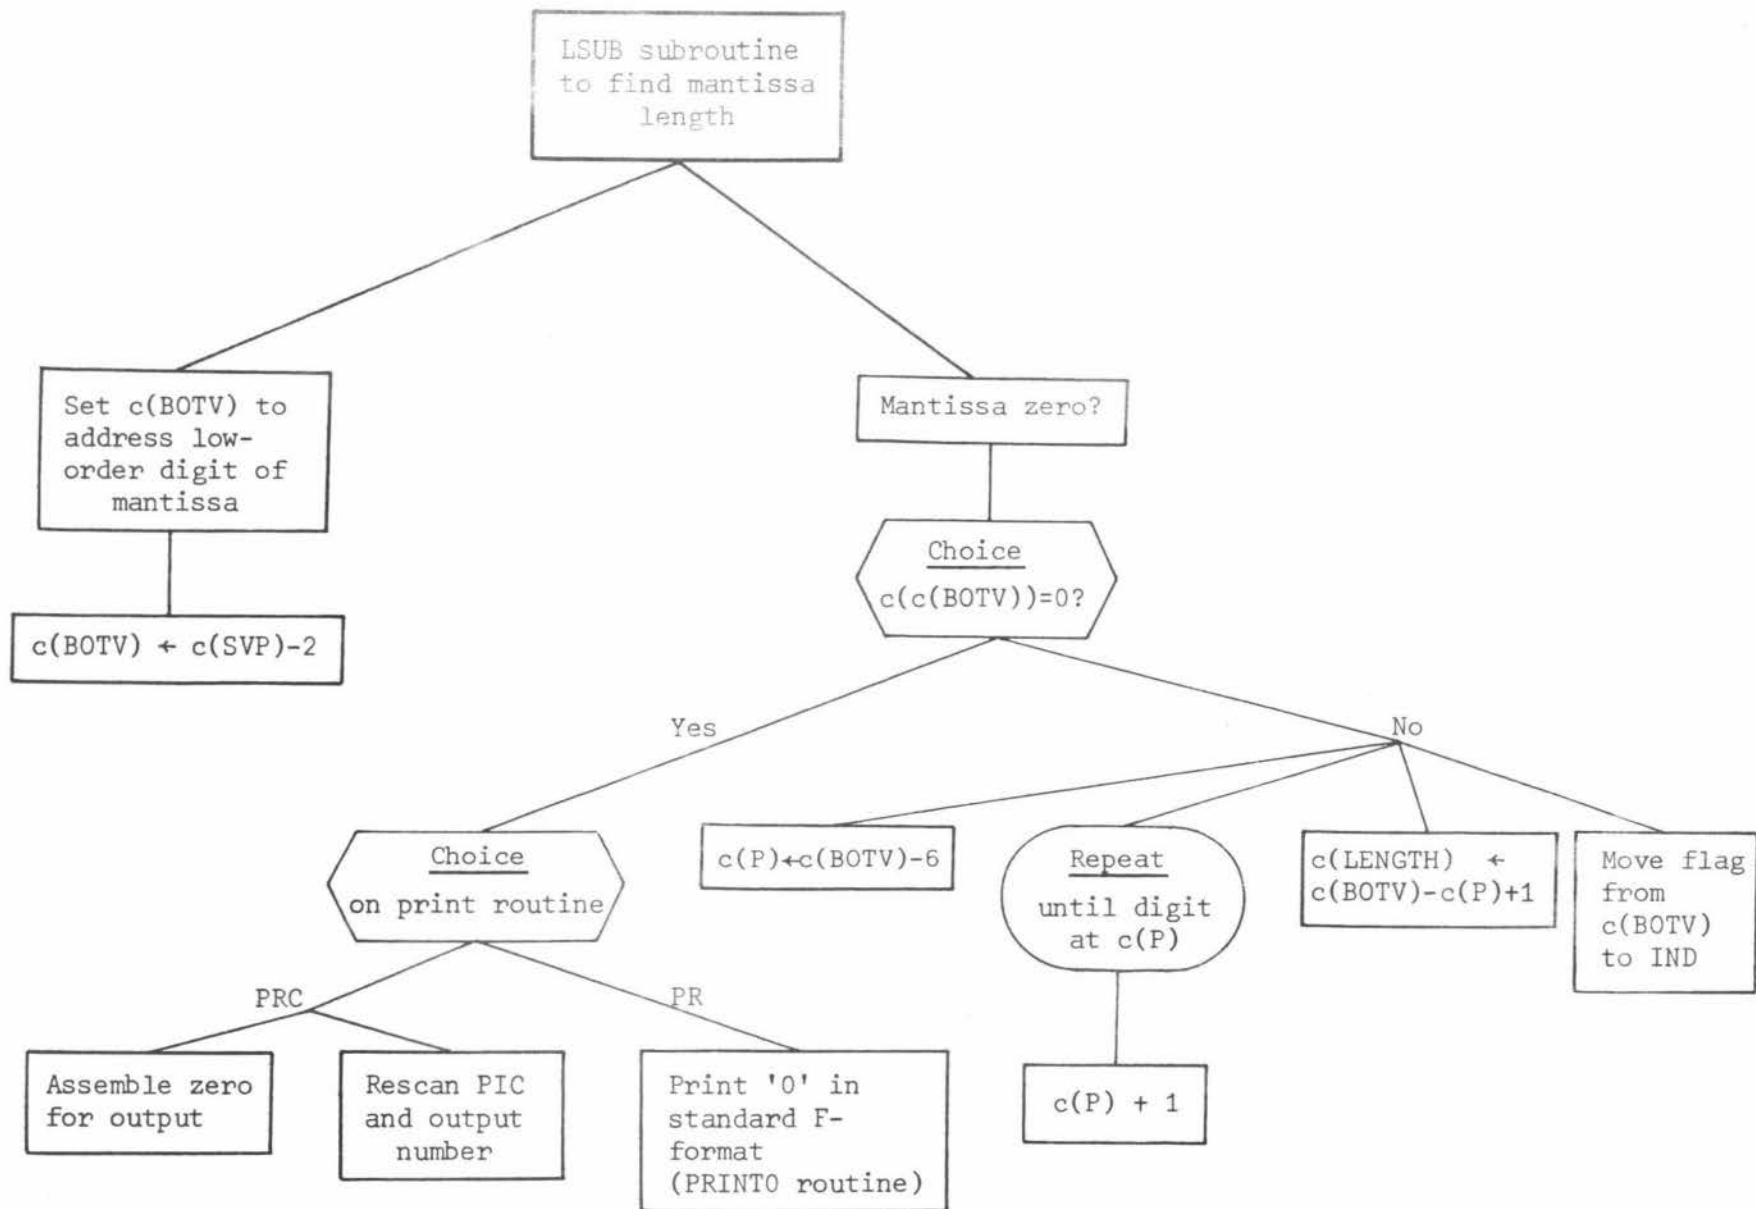 LSUB subroutine
to find mantissa
length
Set c(BOTV) to
address low-
order digit of
mantissa
c(BOTV) ← c(SVP)-2
Mantissa zero?
Choice
c(c(BOTV))=0?
Yes
No
Choice
on print routine
c(P)←c(BOTV)-6
Repeat
until digit
at c(P)
c(LENGTH) ←
c(BOTV)-c(P)+1
Move flag
from
c(BOTV)
to IND
PRC
PR
Assemble zero
for output
Rescan PIC
and output
number
Print '0' in
standard F-
format
(PRINT0 routine)
c(P) + 1